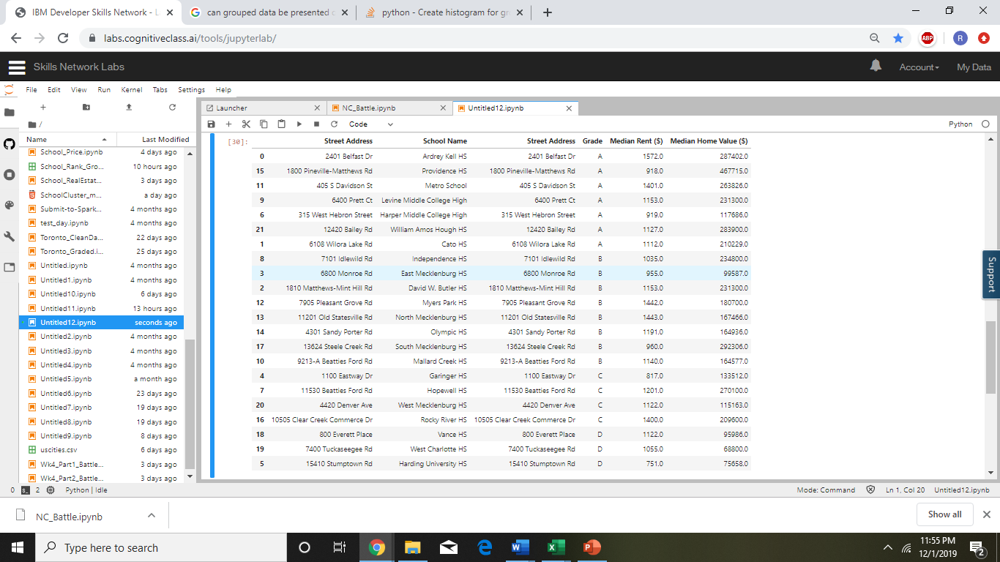 IBM Developer Skills Network - L
can grouped data be presented
python - Create histogram for gr
labs.cognitiveclass.ai/tools/jupyterlab/
ABP
R
Skills Network Labs
Account
My Data
File Edit View Run Kernel Tabs Settings Help
/
Name Last Modified
School_Price.ipynb 4 days ago
School_Rank_Gro... 10 hours ago
School_RealEstat... 3 days ago
SchoolCluster_m... a day ago
Submit-to-Spark... 4 months ago
test_day.ipynb 4 months ago
Toronto_CleanDa... 22 days ago
Toronto_Graded.i... 25 days ago
Untitled.ipynb 4 months ago
Untitled1.ipynb 4 months ago
Untitled10.ipynb 6 days ago
Untitled11.ipynb 13 hours ago
Untitled12.ipynb seconds ago
Untitled2.ipynb 4 months ago
Untitled3.ipynb 4 months ago
Untitled4.ipynb 4 months ago
Untitled5.ipynb a month ago
Untitled6.ipynb 23 days ago
Untitled7.ipynb 19 days ago
Untitled8.ipynb 19 days ago
Untitled9.ipynb 8 days ago
uscities.csv 6 days ago
Wk4_Part1_Battle... 3 days ago
Wk4_Part2_Battle... 3 days ago
Launcher
NC_Battle.ipynb
Untitled12.ipynb
Code
Python
[30]:
Street Address School Name Street Address Grade Median Rent ($) Median Home Value ($)
0 2401 Belfast Dr Ardrey Kell HS 2401 Belfast Dr A 1572.0 287402.0
15 1800 Pineville-Matthews Rd Providence HS 1800 Pineville-Matthews Rd A 918.0 467715.0
11 405 S Davidson St Metro School 405 S Davidson St A 1401.0 263826.0
9 6400 Prett Ct Levine Middle College High 6400 Prett Ct A 1153.0 231300.0
6 315 West Hebron Street Harper Middle College High 315 West Hebron Street A 919.0 117686.0
21 12420 Bailey Rd William Amos Hough HS 12420 Bailey Rd A 1127.0 283900.0
1 6108 Wilora Lake Rd Cato HS 6108 Wilora Lake Rd A 1112.0 210229.0
8 7101 Idlewild Rd Independence HS 7101 Idlewild Rd B 1035.0 234800.0
3 6800 Monroe Rd East Mecklenburg HS 6800 Monroe Rd B 955.0 99587.0
2 1810 Matthews-Mint Hill Rd David W. Butler HS 1810 Matthews-Mint Hill Rd B 1153.0 231300.0
12 7905 Pleasant Grove Rd Myers Park HS 7905 Pleasant Grove Rd B 1442.0 180700.0
13 11201 Old Statesville Rd North Mecklenburg HS 11201 Old Statesville Rd B 1443.0 167466.0
14 4301 Sandy Porter Rd Olympic HS 4301 Sandy Porter Rd B 1191.0 164936.0
17 13624 Steele Creek Rd South Mecklenburg HS 13624 Steele Creek Rd B 960.0 292306.0
10 9213-A Beatties Ford Rd Mallard Creek HS 9213-A Beatties Ford Rd B 1140.0 164577.0
4 1100 Eastway Dr Garinger HS 1100 Eastway Dr C 817.0 133512.0
7 11530 Beatties Ford Rd Hopewell HS 11530 Beatties Ford Rd C 1201.0 270100.0
20 4420 Denver Ave West Mecklenburg HS 4420 Denver Ave C 1122.0 115163.0
16 10505 Clear Creek Commerce Dr Rocky River HS 10505 Clear Creek Commerce Dr C 1400.0 209600.0
18 800 Everett Place Vance HS 800 Everett Place D 1122.0 95986.0
19 7400 Tuckaseegee Rd West Charlotte HS 7400 Tuckaseegee Rd D 1055.0 68800.0
5 15410 Stumptown Rd Harding University HS 15410 Stumptown Rd D 751.0 75658.0
Support
0 2 Python | Idle
Mode: Command Ln 1, Col 20 Untitled12.ipynb
NC_Battle.ipynb
Show all
Type here to search
11:55 PM
12/1/2019
2